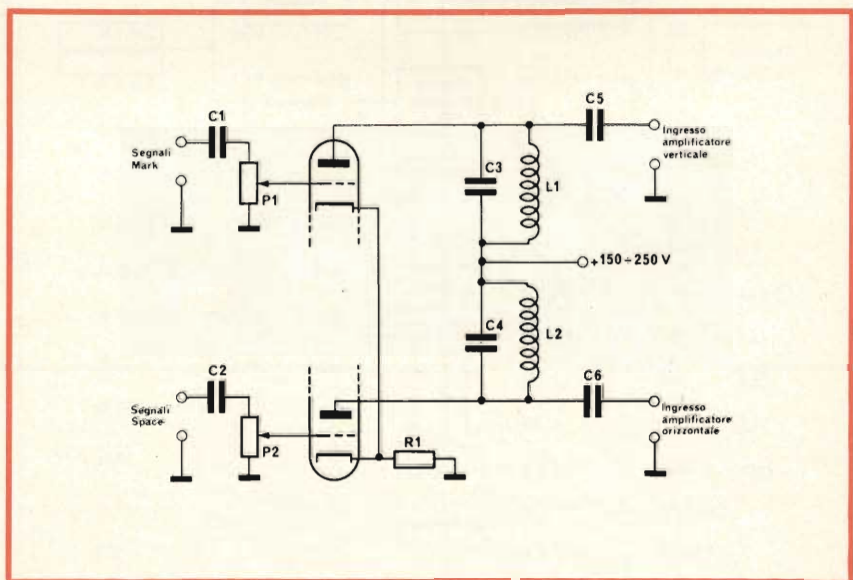 C1
Segnali
Mark
P1
C3
L1
C5
Ingresso
amplificatore
verticale
+150÷250 V
C2
Segnali
Space
P2
R1
C4
L2
C6
Ingresso
amplificatore
orizzontale